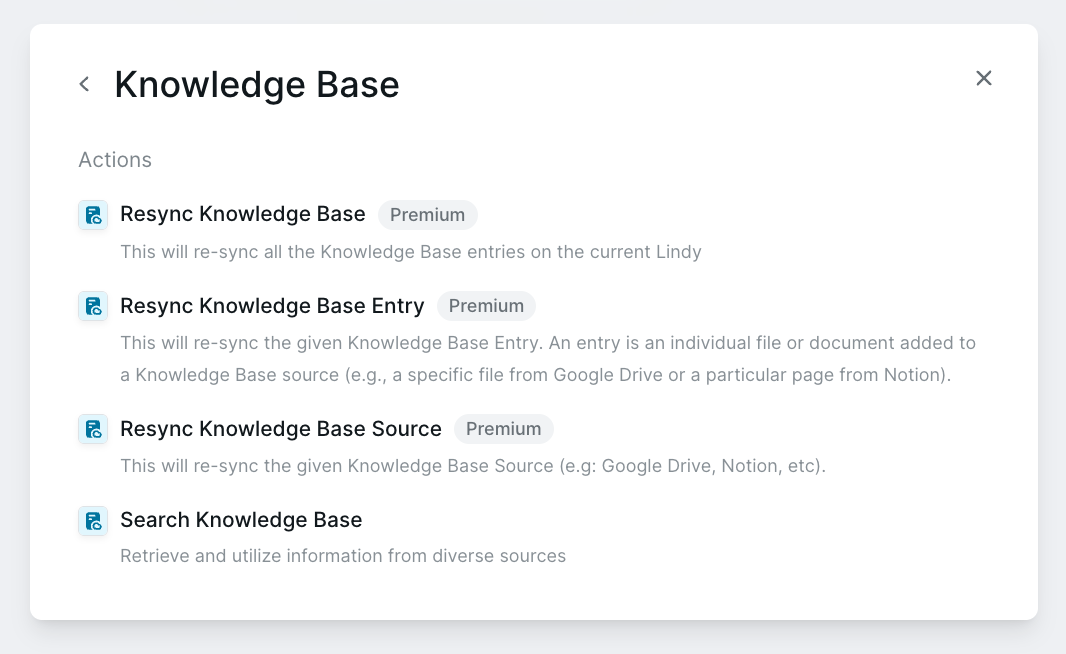 Knowledge Base
Actions
Resync Knowledge Base Premium
This will re-sync all the Knowledge Base entries on the current Lindy
Resync Knowledge Base Entry Premium
This will re-sync the given Knowledge Base Entry. An entry is an individual file or document added to
a Knowledge Base source (e.g., a specific file from Google Drive or a particular page from Notion).
Resync Knowledge Base Source Premium
This will re-sync the given Knowledge Base Source (e.g: Google Drive, Notion, etc).
Search Knowledge Base
Retrieve and utilize information from diverse sources